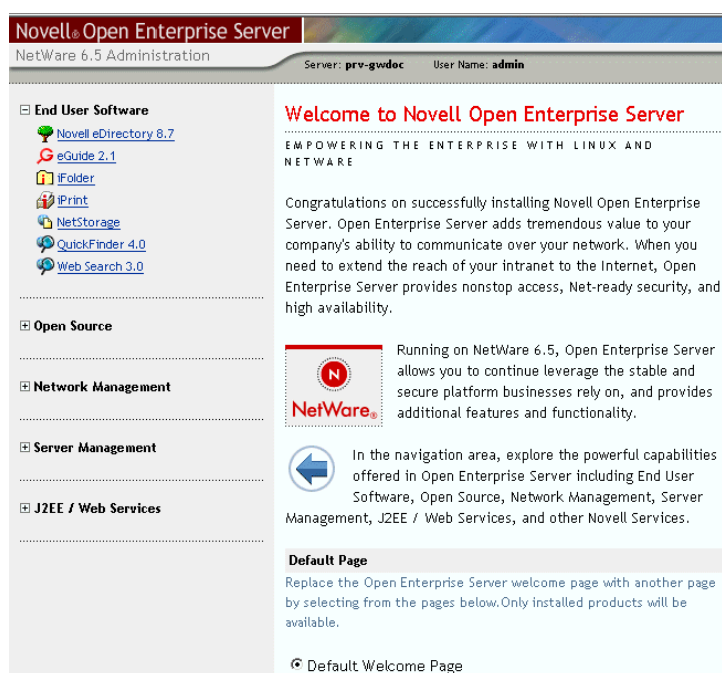 Novell® Open Enterprise Server
NetWare 6.5 Administration
Server: prv-gwdoc User Name: admin
End User Software
Novell eDirectory 8.7
eGuide 2.1
iFolder
iPrint
NetStorage
QuickFinder 4.0
Web Search 3.0
Open Source
Network Management
Server Management
J2EE / Web Services
Welcome to Novell Open Enterprise Server
EMPOWERING THE ENTERPRISE WITH LINUX AND
NETWARE
Congratulations on successfully installing Novell Open Enterprise
Server. Open Enterprise Server adds tremendous value to your
company's ability to communicate over your network. When you
need to extend the reach of your intranet to the Internet, Open
Enterprise Server provides nonstop access, Net-ready security, and
high availability.
N
NetWare®
Running on NetWare 6.5, Open Enterprise Server
allows you to continue leverage the stable and
secure platform businesses rely on, and provides
additional features and functionality.
In the navigation area, explore the powerful capabilities
offered in Open Enterprise Server including End User
Software, Open Source, Network Management, Server
Management, J2EE / Web Services, and other Novell Services.
Default Page
Replace the Open Enterprise Server welcome page with another page
by selecting from the pages below.Only installed products will be
available.
Default Welcome Page